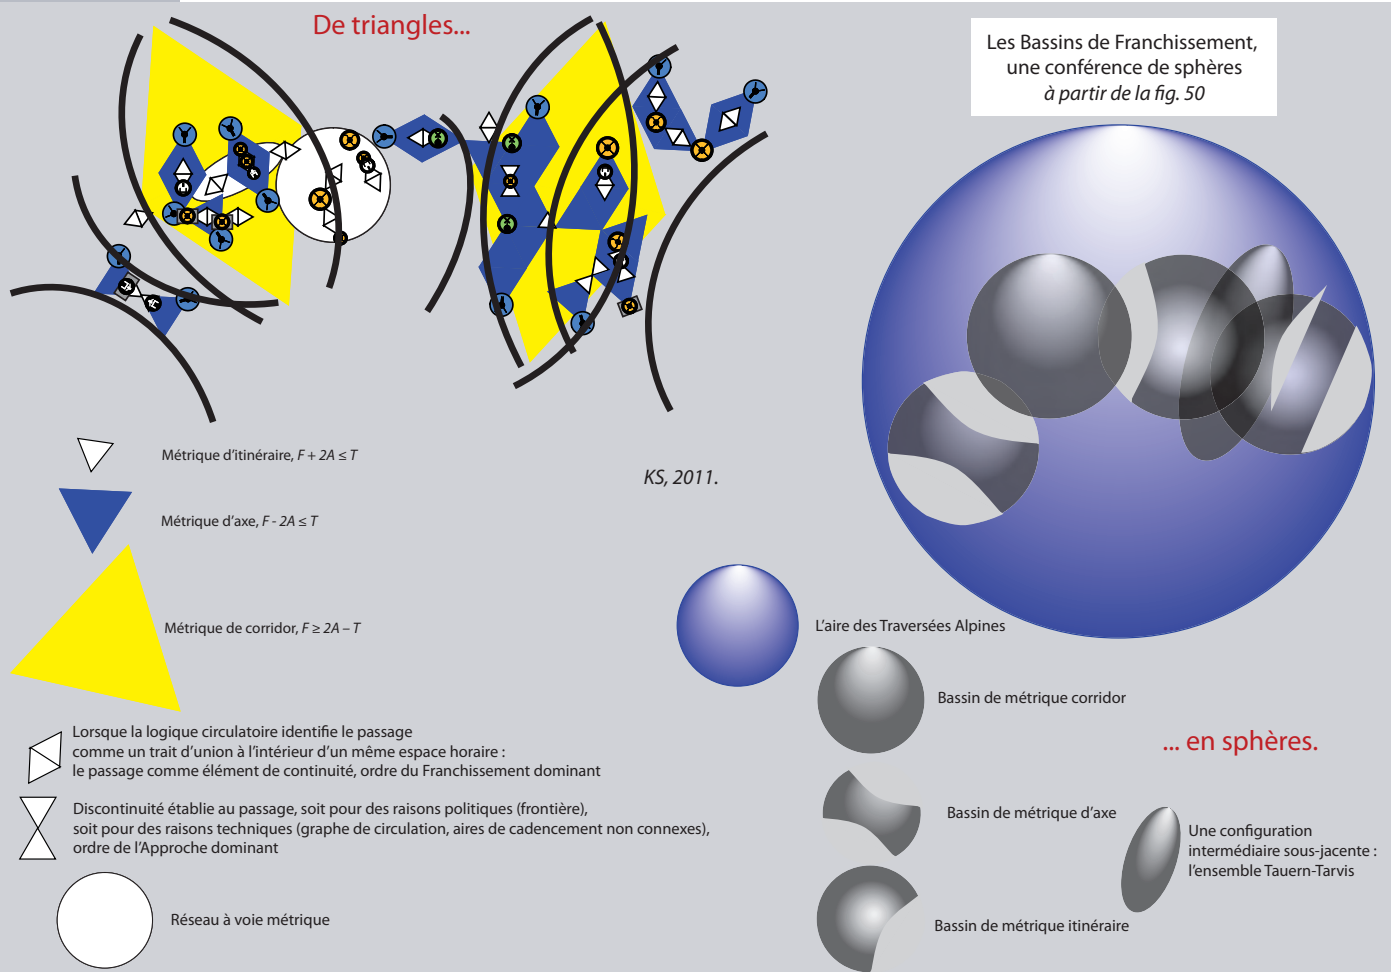 De triangles...
Les Bassins de Franchissement,
une conférence de sphères
à partir de la fig. 50
Métrique d'itinéraire, F + 2A ≤ T
KS, 2011.
Métrique d'axe, F - 2A ≤ T
Métrique de corridor, F ≥ 2A – T
L'aire des Traversées Alpines
Bassin de métrique corridor
Lorsque la logique circulatoire identifie le passage
comme un trait d'union à l'intérieur d'un même espace horaire :
le passage comme élément de continuité, ordre du Franchissement dominant
... en sphères.
Discontinuité établie au passage, soit pour des raisons politiques (frontière),
soit pour des raisons techniques (graphe de circulation, aires de cadencement non connexes),
ordre de l'Approche dominant
Bassin de métrique d'axe
Une configuration
intermédiaire sous-jacente :
l'ensemble Tauern-Tarvis
Réseau à voie métrique
Bassin de métrique itinéraire